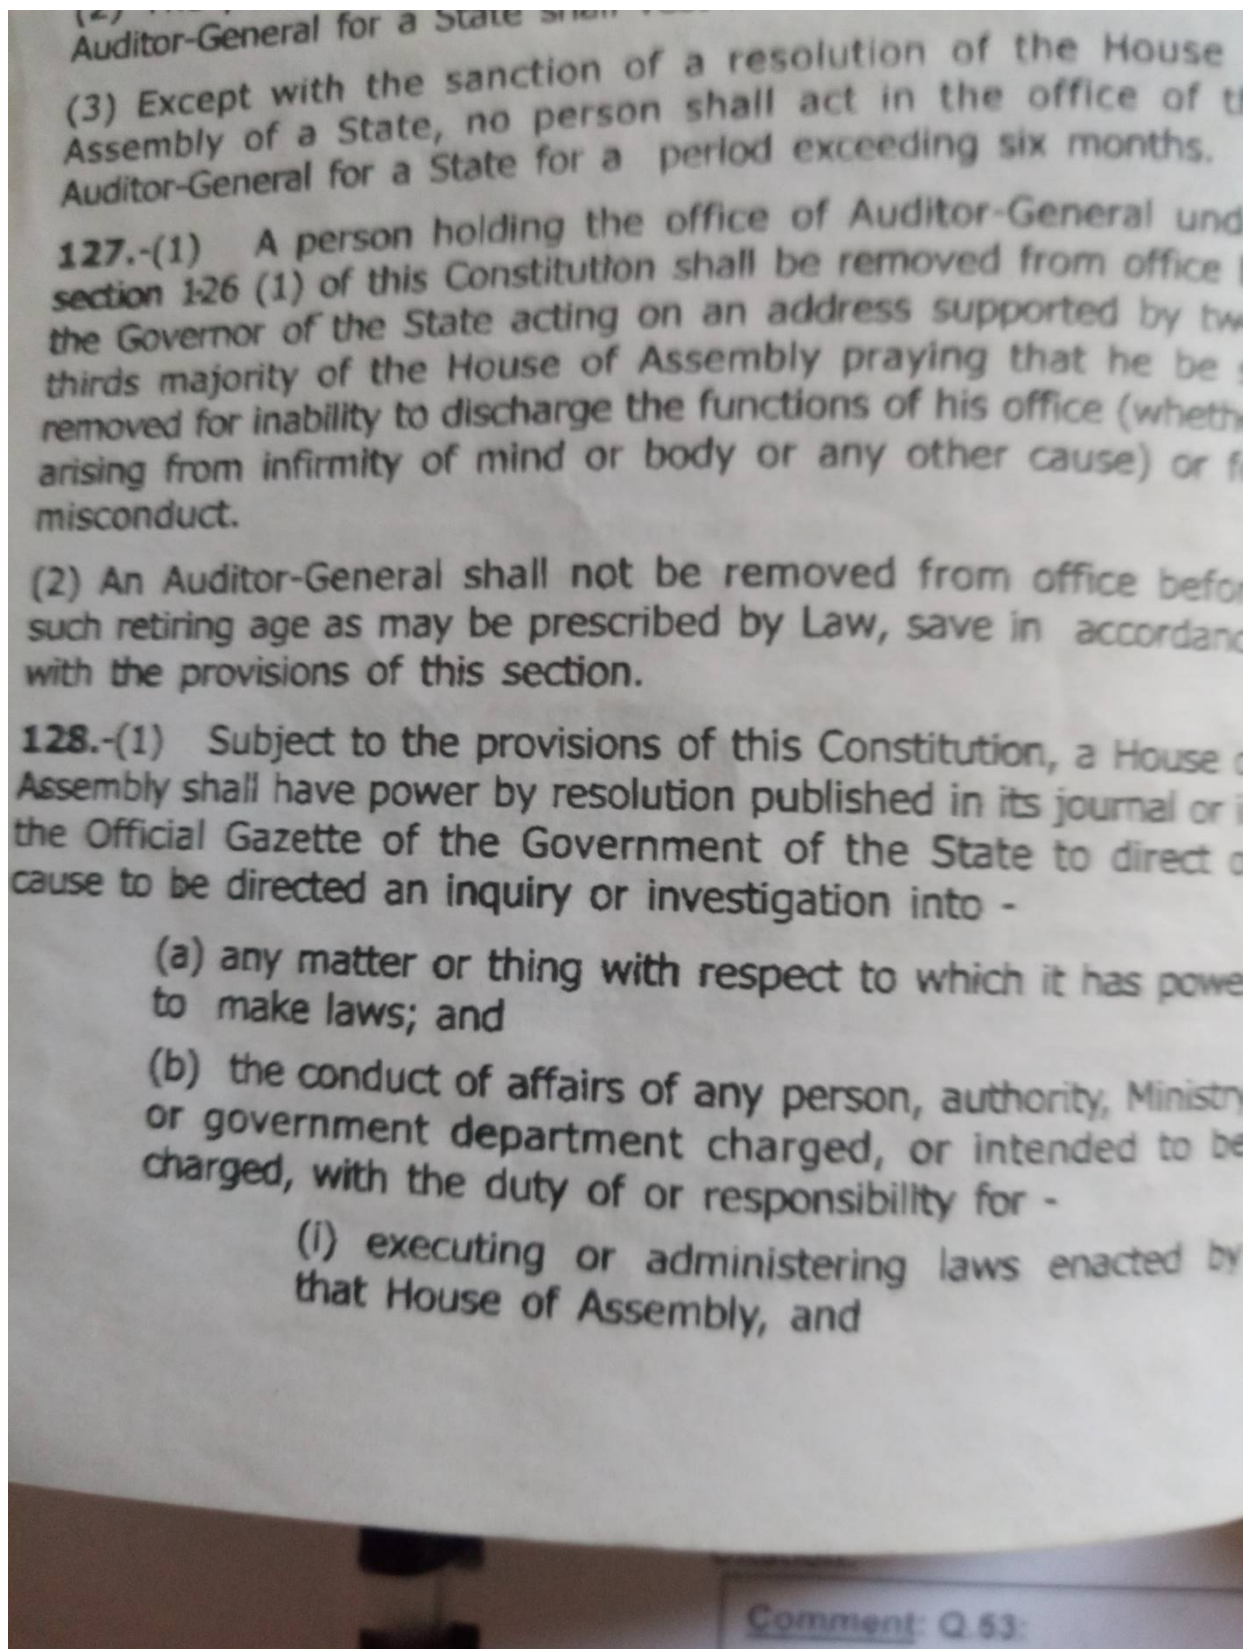 Auditor-General for a State shall
(3) Except with the sanction of a resolution of the House
Assembly of a State, no person shall act in the office of th
Auditor-General for a State for a period exceeding six months.
127.-(1) A person holding the office of Auditor-General und
section 126 (1) of this Constitution shall be removed from office
the Governor of the State acting on an address supported by tw
thirds majority of the House of Assembly praying that he be s
removed for inability to discharge the functions of his office (wheth
arising from infirmity of mind or body or any other cause) or f
misconduct.
(2) An Auditor-General shall not be removed from office befor
such retiring age as may be prescribed by Law, save in accordanc
with the provisions of this section.
128.-(1) Subject to the provisions of this Constitution, a House o
Assembly shall have power by resolution published in its journal or i
the Official Gazette of the Government of the State to direct o
cause to be directed an inquiry or investigation into -
(a) any matter or thing with respect to which it has powe
to make laws; and
(b) the conduct of affairs of any person, authority, Ministry
or government department charged, or intended to be
charged, with the duty of or responsibility for -
(i) executing or administering laws enacted by
that House of Assembly, and
Comment: Q.53: